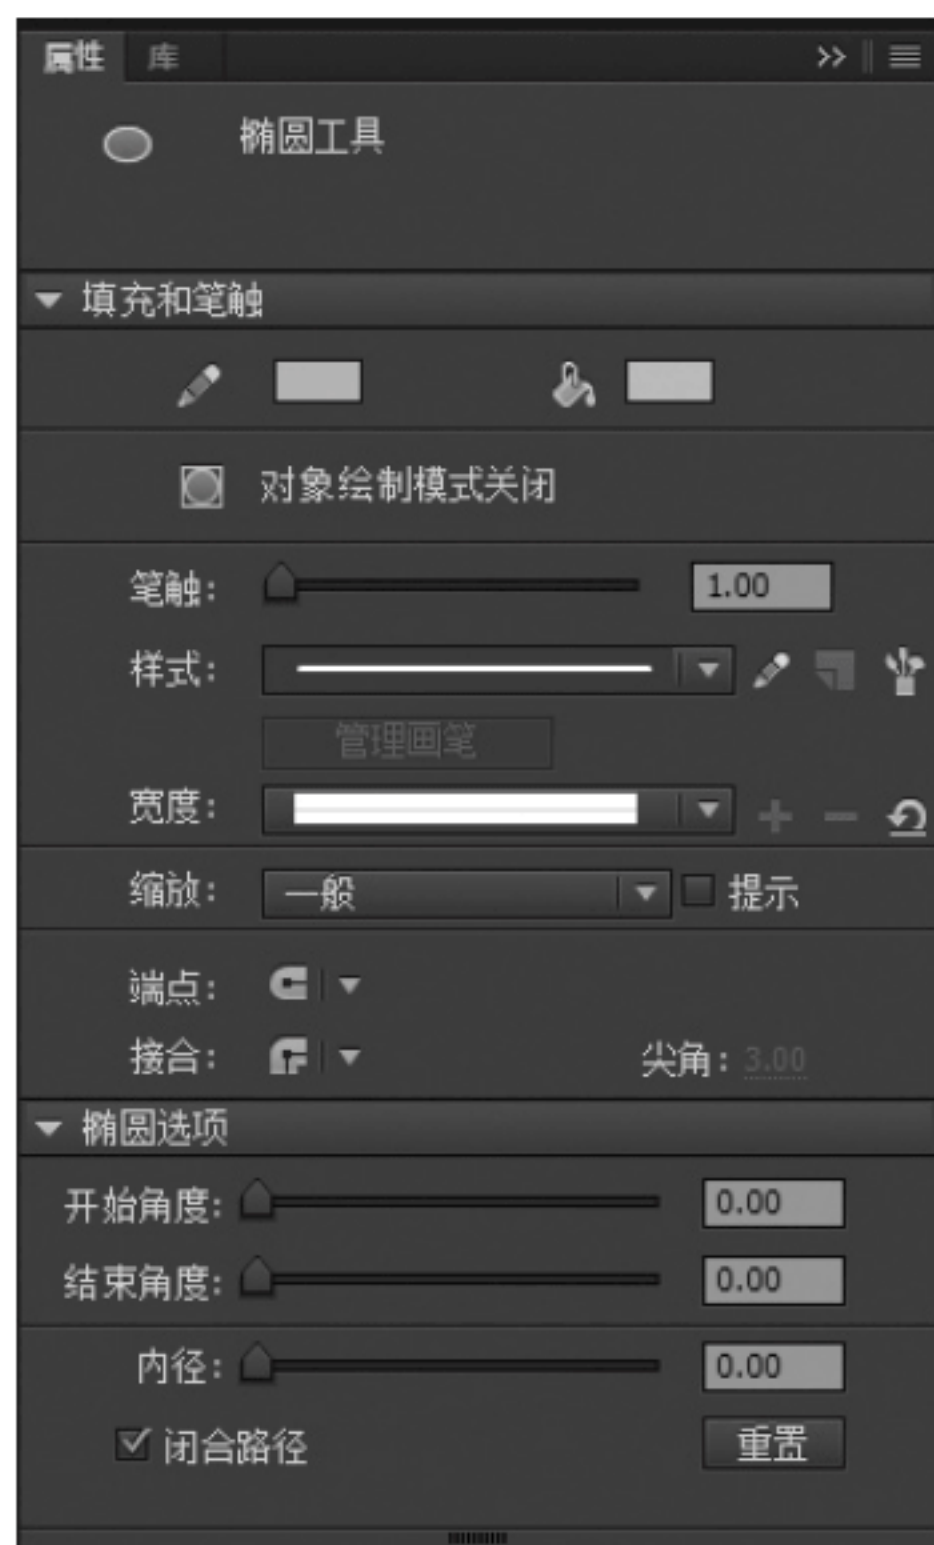 属性 库
椭圆工具
填充和笔触
对象绘制模式关闭
笔触: 1.00
样式:
管理画笔
宽度:
缩放: 一般 提示
端点:
接合: 尖角: 3.00
椭圆选项
开始角度: 0.00
结束角度: 0.00
内径: 0.00
闭合路径 重置